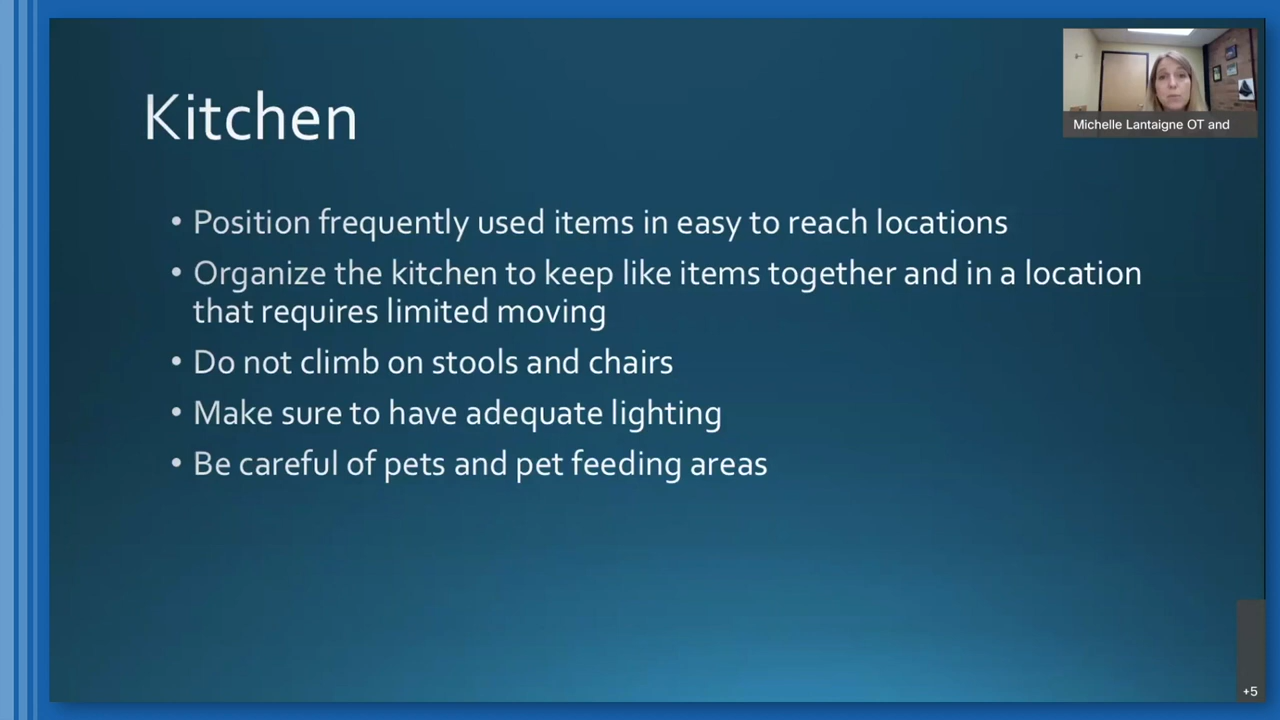 Kitchen
Michelle Lantaigne OT and
• Position frequently used items in easy to reach locations
• Organize the kitchen to keep like items together and in a location
that requires limited moving
• Do not climb on stools and chairs
• Make sure to have adequate lighting
• Be careful of pets and pet feeding areas
+5